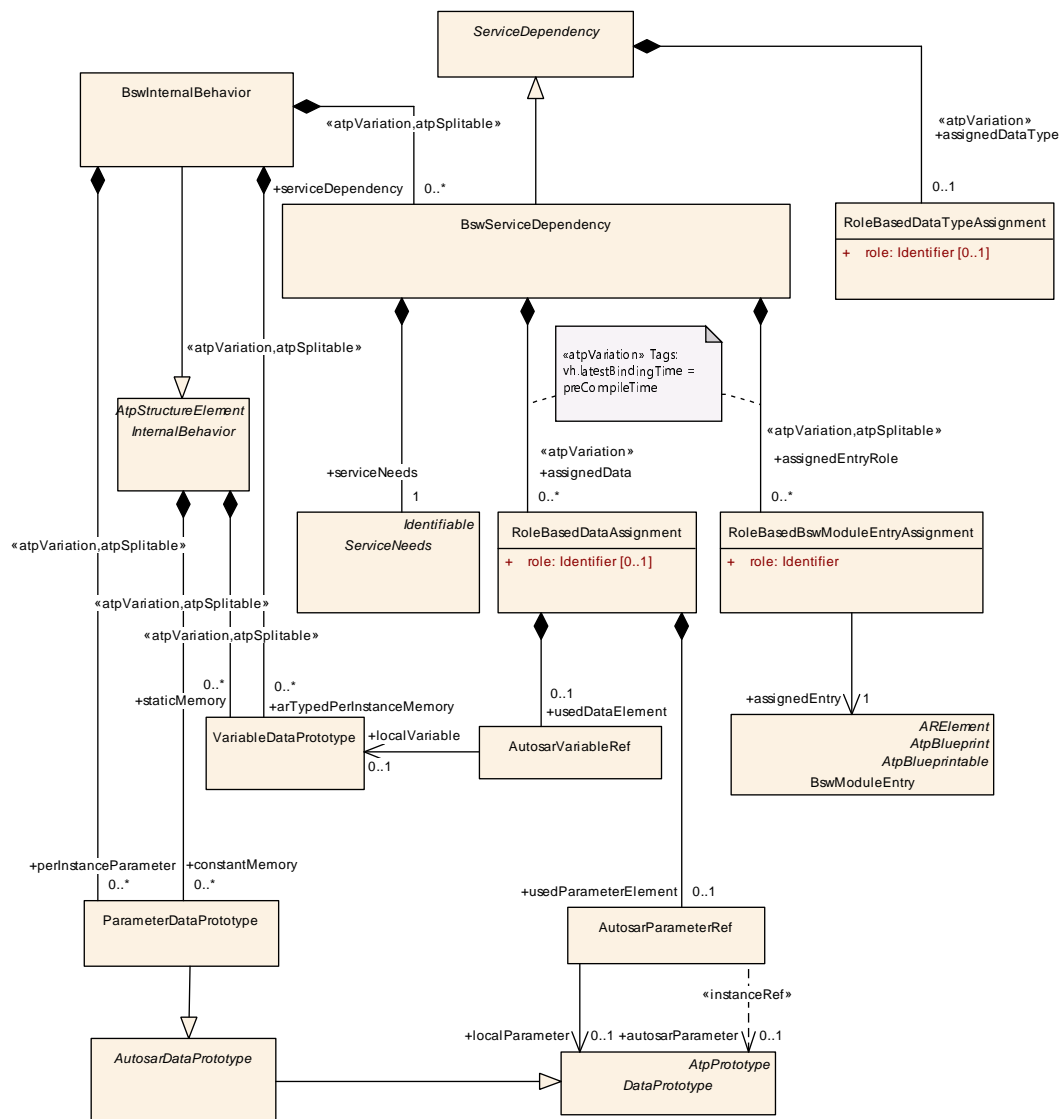 ServiceDependency
BswInternalBehavior
«atpVariation,atpSplitable»
«atpVariation»
+assignedDataType
+serviceDependency
0..*
0..1
BswServiceDependency
RoleBasedDataTypeAssignment
+ role: Identifier [0..1]
«atpVariation,atpSplitable»
«atpVariation» Tags:
vh.latestBindingTime =
preCompileTime
AtpStructureElement
InternalBehavior
«atpVariation,atpSplitable»
+assignedEntryRole
«atpVariation»
+assignedData
+serviceNeeds
1
0..*
0..*
Identifiable
ServiceNeeds
RoleBasedDataAssignment
+ role: Identifier [0..1]
RoleBasedBswModuleEntryAssignment
+ role: Identifier
«atpVariation,atpSplitable»
«atpVariation,atpSplitable»
«atpVariation,atpSplitable»
0..*
+staticMemory
0..*
+arTypedPerInstanceMemory
0..1
+usedDataElement
+assignedEntry
1
VariableDataPrototype
+localVariable
0..1
AutosarVariableRef
ARElement
AtpBlueprint
AtpBlueprintable
BswModuleEntry
+perInstanceParameter
0..*
+constantMemory
0..*
+usedParameterElement
0..1
ParameterDataPrototype
AutosarParameterRef
«instanceRef»
+localParameter
0..1
+autosarParameter
0..1
AutosarDataPrototype
AtpPrototype
DataPrototype